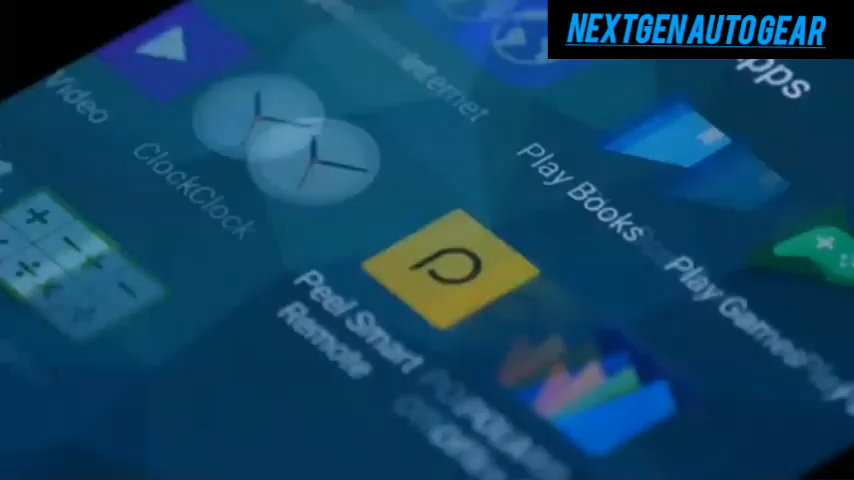 NEXTGENAUTOGEAR
pps
Video
Internet
ClockClock
Play Books
Play Games
Peel Smart
Remote